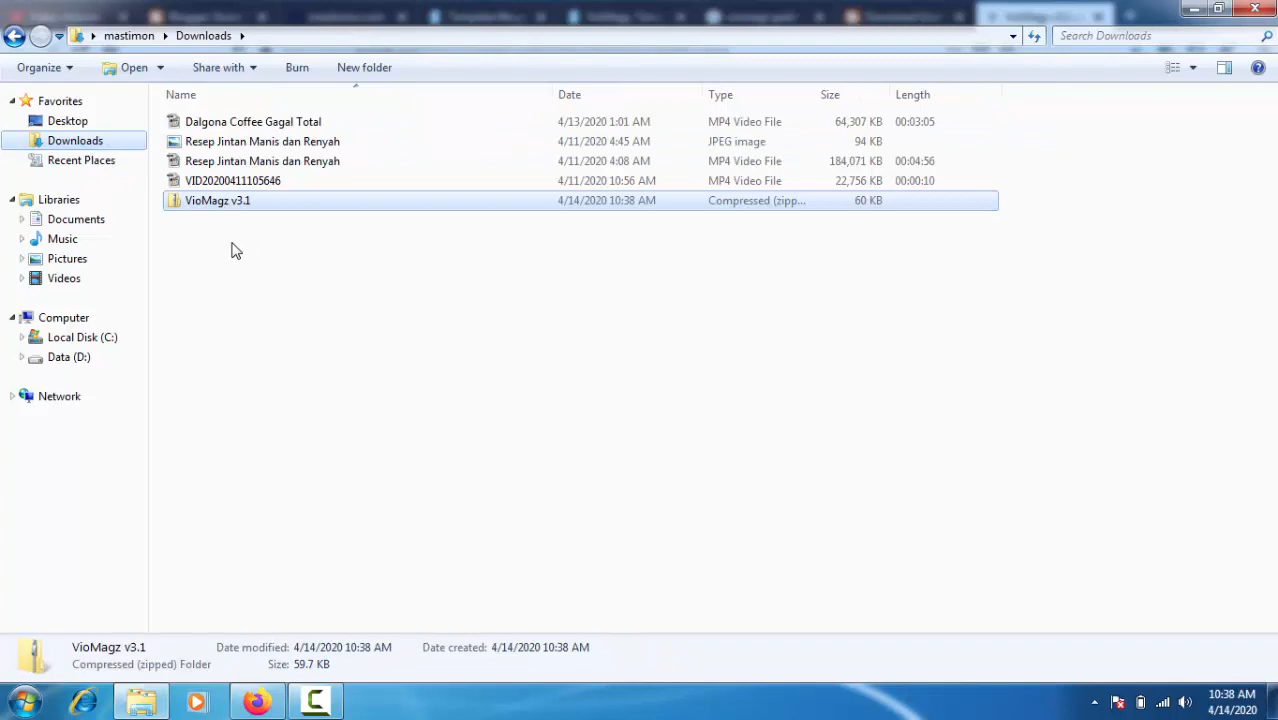 mastimon Downloads
Search Downloads
Organize Open Share with Burn New folder
Favorites
Desktop
Downloads
Recent Places
Libraries
Documents
Music
Pictures
Videos
Computer
Local Disk (C:)
Data (D:)
Network
Name Date Type Size Length
Dalgona Coffee Gagal Total 4/13/2020 1:01 AM MP4 Video File 64,307 KB 00:03:05
Resep Jintan Manis dan Renyah 4/11/2020 4:45 AM JPEG image 94 KB
Resep Jintan Manis dan Renyah 4/11/2020 4:08 AM MP4 Video File 184,071 KB 00:04:56
VID20200411105646 4/11/2020 10:56 AM MP4 Video File 22,756 KB 00:00:10
VioMagz v3.1 4/14/2020 10:38 AM Compressed (zipp... 60 KB
VioMagz v3.1 Date modified: 4/14/2020 10:38 AM Date created: 4/14/2020 10:38 AM
Compressed (zipped) Folder Size: 59.7 KB
10:38 AM
4/14/2020